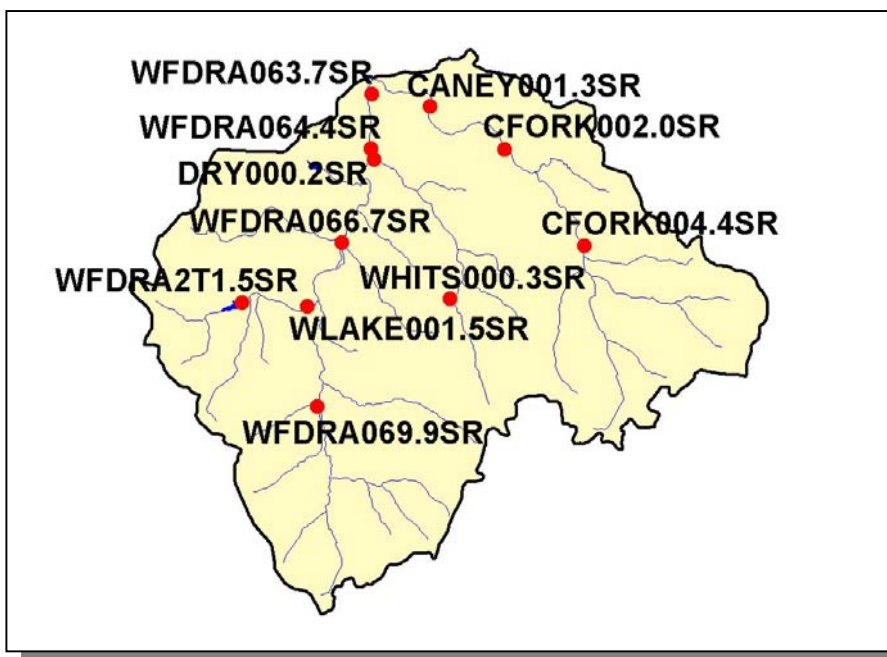 WFDRA063.7SR
CANEY001.3SR
WFDRA064.4SR
CFORK002.0SR
DRY000.2SR
WFDRA066.7SR
CFORK004.4SR
WFDRA2T1.5SR
WHITS000.3SR
WLAKE001.5SR
WFDRA069.9SR